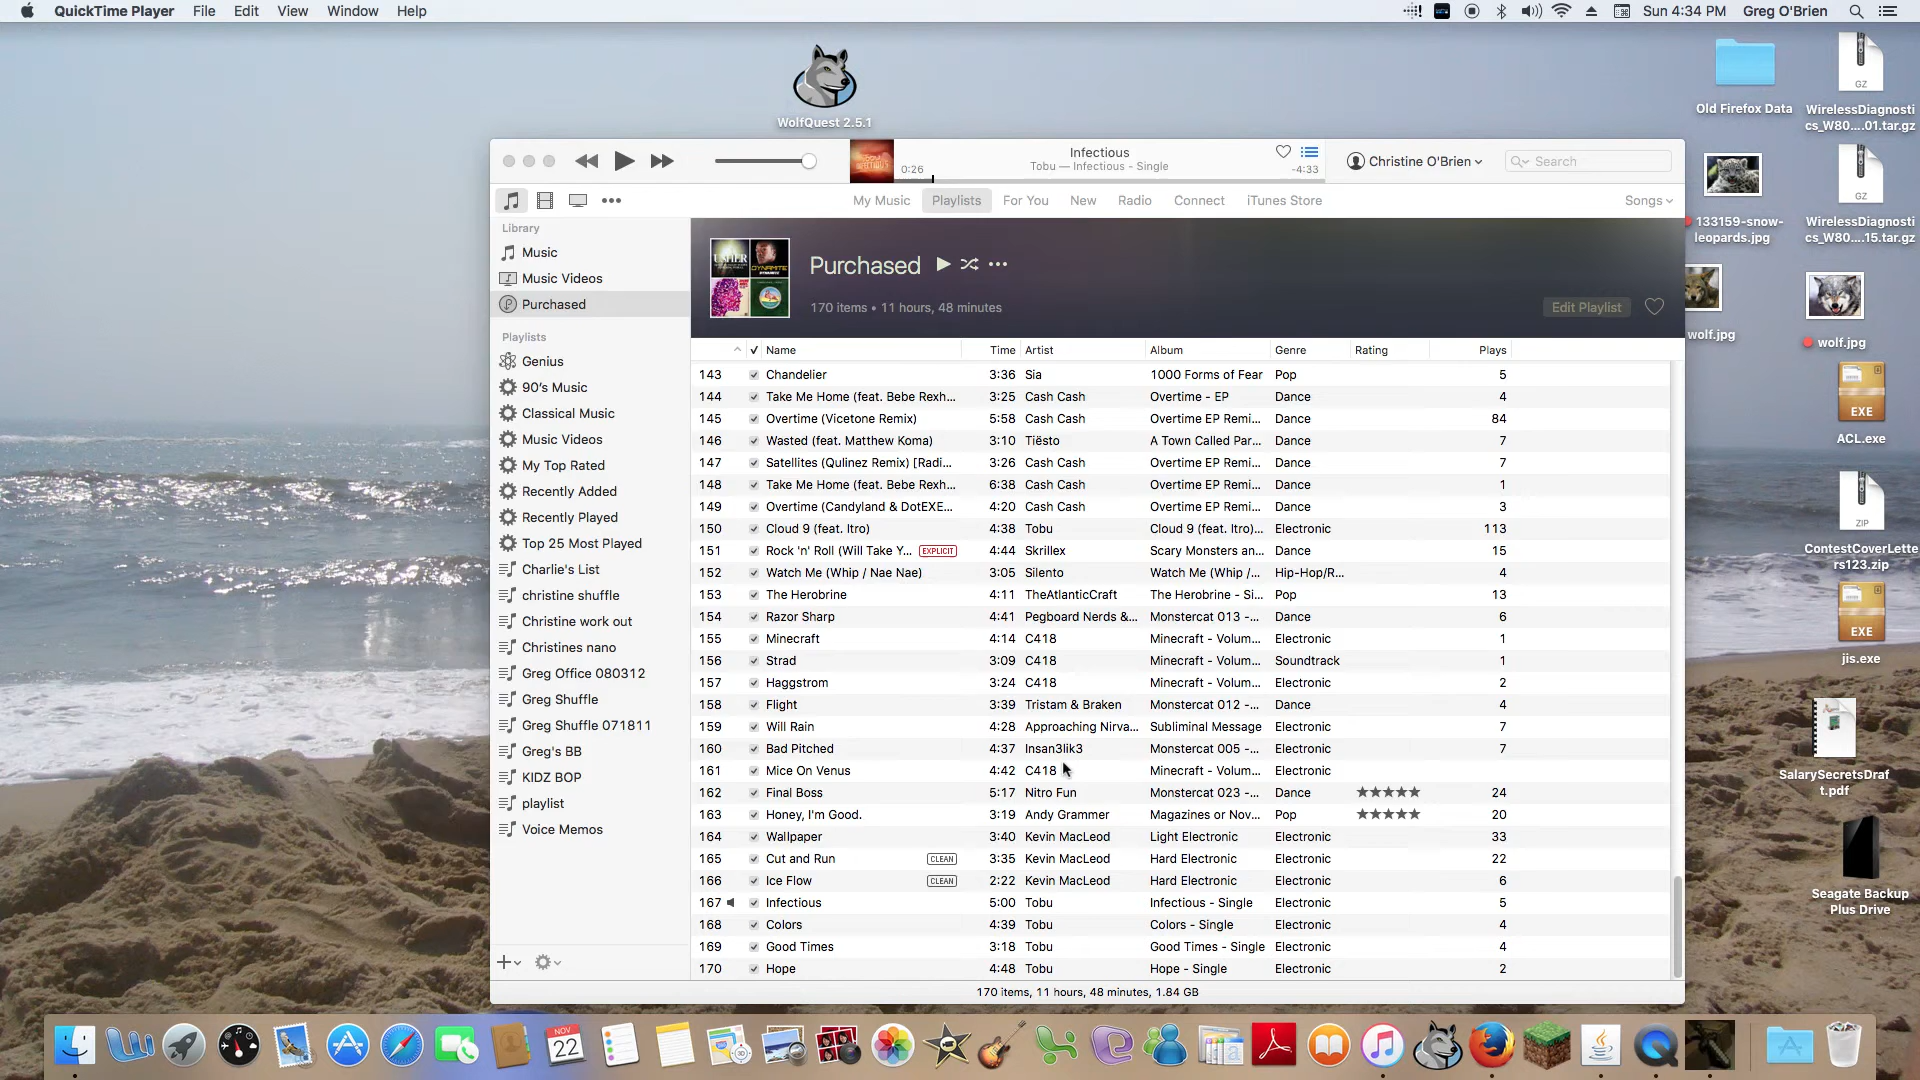 QuickTime Player File Edit View Window Help
Sun 4:34 PM Greg O'Brien
WolfQuest 2.5.1
Old Firefox Data
WirelessDiagnosti
cs_W80....01.tar.gz
133159-snow-
leopards.jpg
WirelessDiagnosti
cs_W80....15.tar.gz
wolf.jpg
wolf.jpg
EXE
ACL.exe
ZIP
ContestCoverLette
rs123.zip
EXE
jis.exe
SalarySecretsDraf
t.pdf
Seagate Backup
Plus Drive
GZ
GZ
0:26
Infectious
Tobu — Infectious - Single
-4:33
Christine O'Brien
Search
My Music Playlists For You New Radio Connect iTunes Store
Songs
Library
Music
Music Videos
Purchased
Playlists
Genius
90's Music
Classical Music
Music Videos
My Top Rated
Recently Added
Recently Played
Top 25 Most Played
Charlie's List
christine shuffle
Christine work out
Christines nano
Greg Office 080312
Greg Shuffle
Greg Shuffle 071811
Greg's BB
KIDZ BOP
playlist
Voice Memos
USHER
DYNAMITE
Purchased
170 items • 11 hours, 48 minutes
Edit Playlist
Name Time Artist Album Genre Rating Plays
143 Chandelier 3:36 Sia 1000 Forms of Fear Pop 5
144 Take Me Home (feat. Bebe Rexh... 3:25 Cash Cash Overtime - EP Dance 4
145 Overtime (Vicetone Remix) 5:58 Cash Cash Overtime EP Remi... Dance 84
146 Wasted (feat. Matthew Koma) 3:10 Tiësto A Town Called Par... Dance 7
147 Satellites (Qulinez Remix) [Radi... 3:26 Cash Cash Overtime EP Remi... Dance 7
148 Take Me Home (feat. Bebe Rexh... 6:38 Cash Cash Overtime EP Remi... Dance 1
149 Overtime (Candyland & DotEXE... 4:20 Cash Cash Overtime EP Remi... Dance 3
150 Cloud 9 (feat. Itro) 4:38 Tobu Cloud 9 (feat. Itro)... Electronic 113
151 Rock 'n' Roll (Will Take Y... EXPLICIT 4:44 Skrillex Scary Monsters an... Dance 15
152 Watch Me (Whip / Nae Nae) 3:05 Silento Watch Me (Whip /... Hip-Hop/R... 4
153 The Herobrine 4:11 TheAtlanticCraft The Herobrine - Si... Pop 13
154 Razor Sharp 4:41 Pegboard Nerds &... Monstercat 013 -... Dance 6
155 Minecraft 4:14 C418 Minecraft - Volum... Electronic 1
156 Strad 3:09 C418 Minecraft - Volum... Soundtrack 1
157 Haggstrom 3:24 C418 Minecraft - Volum... Electronic 2
158 Flight 3:39 Tristam & Braken Monstercat 012 -... Dance 4
159 Will Rain 4:28 Approaching Nirva... Subliminal Message Electronic 7
160 Bad Pitched 4:37 Insan3lik3 Monstercat 005 -... Electronic 7
161 Mice On Venus 4:42 C418 Minecraft - Volum... Electronic
162 Final Boss 5:17 Nitro Fun Monstercat 023 -... Dance ★★★★★ 24
163 Honey, I'm Good. 3:19 Andy Grammer Magazines or Nov... Pop ★★★★★ 20
164 Wallpaper 3:40 Kevin MacLeod Light Electronic Electronic 33
165 Cut and Run CLEAN 3:35 Kevin MacLeod Hard Electronic Electronic 22
166 Ice Flow CLEAN 2:22 Kevin MacLeod Hard Electronic Electronic 6
167 Infectious 5:00 Tobu Infectious - Single Electronic 5
168 Colors 4:39 Tobu Colors - Single Electronic 4
169 Good Times 3:18 Tobu Good Times - Single Electronic 4
170 Hope 4:48 Tobu Hope - Single Electronic 2
170 items, 11 hours, 48 minutes, 1.84 GB
NOV
22